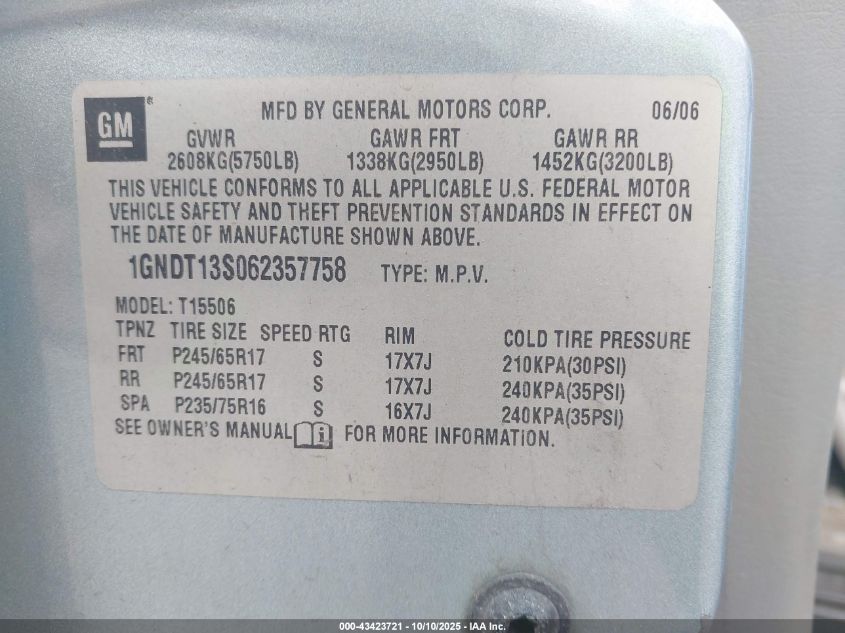 GM® MFD BY GENERAL MOTORS CORP. 06/06
GVWR GAWR FRT GAWR RR
2608KG(5750LB) 1338KG(2950LB) 1452KG(3200LB)
THIS VEHICLE CONFORMS TO ALL APPLICABLE U.S. FEDERAL MOTOR
VEHICLE SAFETY AND THEFT PREVENTION STANDARDS IN EFFECT ON
THE DATE OF MANUFACTURE SHOWN ABOVE.
1GNDT13S062357758 TYPE: M.P.V.
MODEL: T15506
TPNZ TIRE SIZE SPEED RTG RIM COLD TIRE PRESSURE
FRT P245/65R17 S 17X7J 210KPA(30PSI)
RR P245/65R17 S 17X7J 240KPA(35PSI)
SPA P235/75R16 S 16X7J 240KPA(35PSI)
SEE OWNER'S MANUAL i FOR MORE INFORMATION.
000-43423721 - 10/10/2025 - IAA Inc.